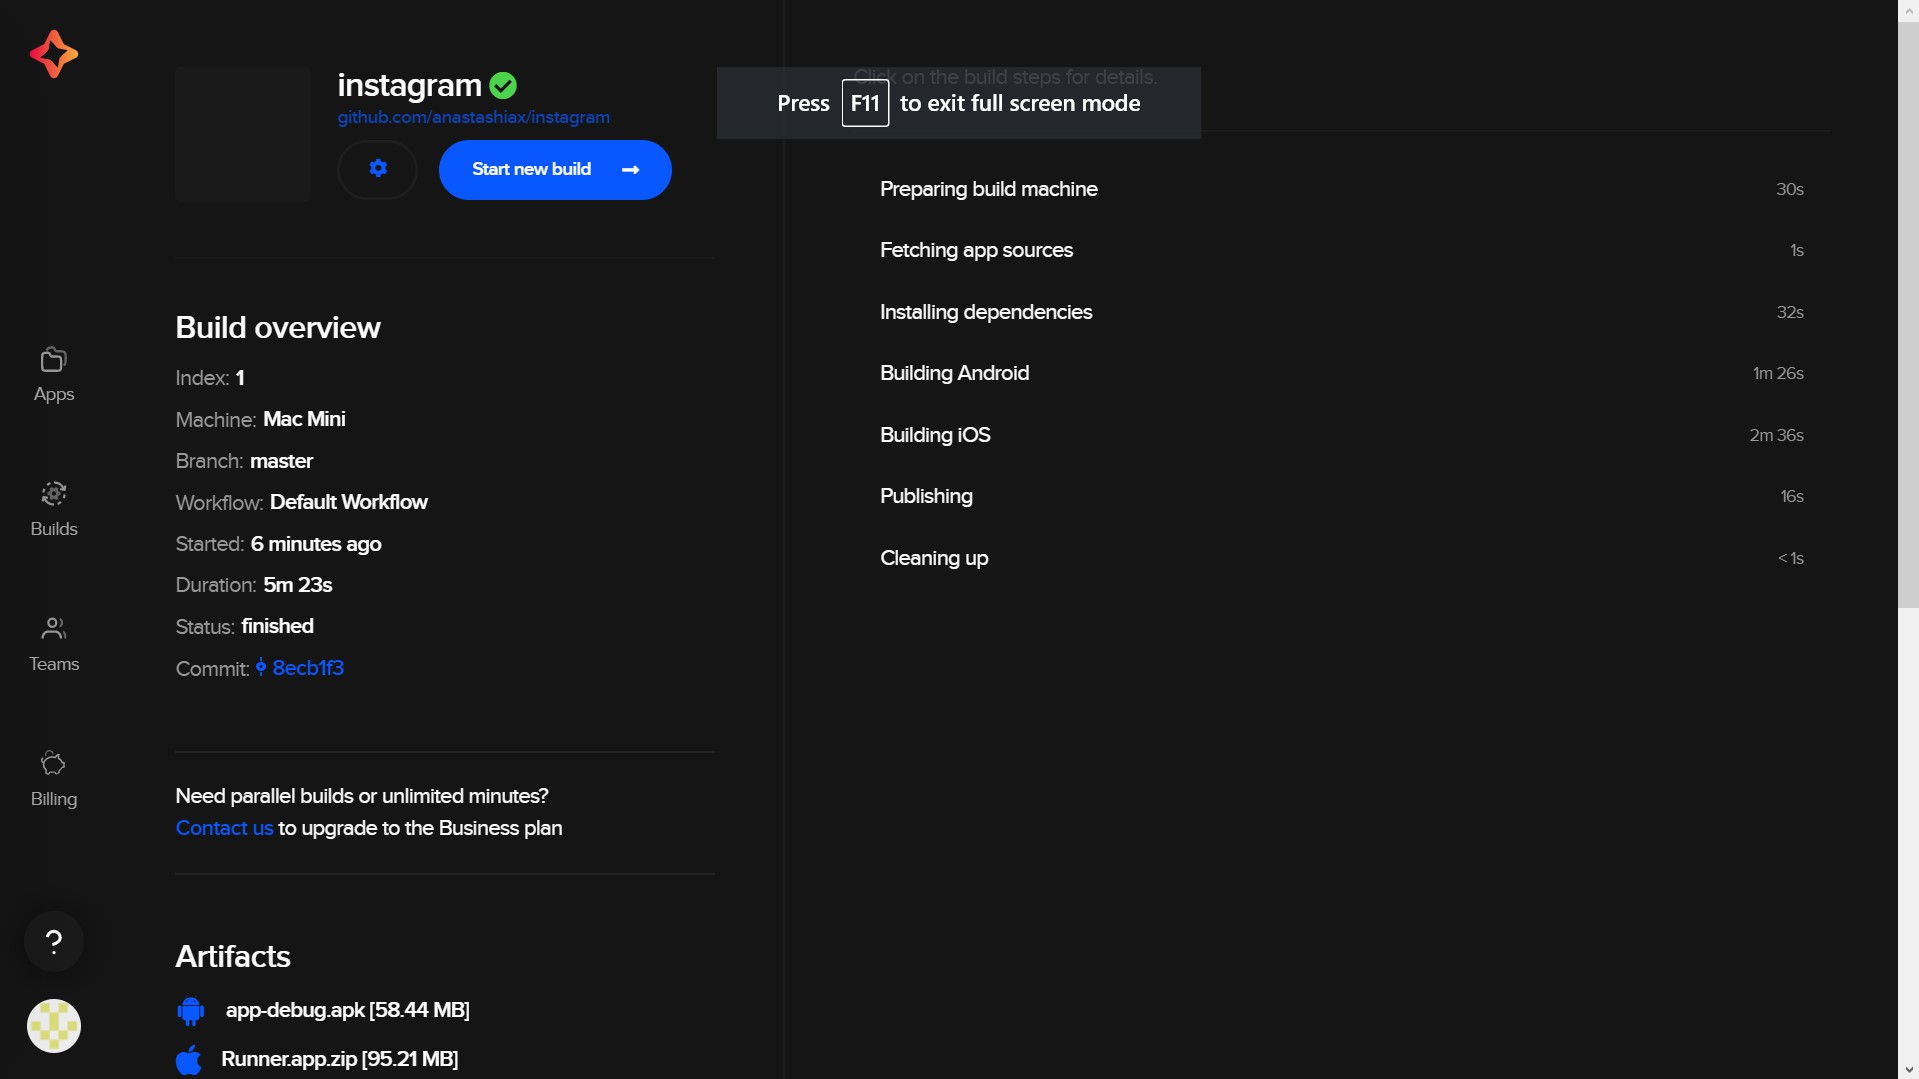 instagram
github.com/anastashiax/instagram
Start new build
Build overview
Index: 1
Machine: Mac Mini
Branch: master
Workflow: Default Workflow
Started: 6 minutes ago
Duration: 5m 23s
Status: finished
Commit: 8ecb1f3
Need parallel builds or unlimited minutes?
Contact us to upgrade to the Business plan
Artifacts
app-debug.apk [58.44 MB]
Runner.app.zip [95.21 MB]
Apps
Builds
Teams
Billing
?
Click on the build steps for details.
Press F11 to exit full screen mode
Preparing build machine 30s
Fetching app sources 1s
Installing dependencies 32s
Building Android 1m 26s
Building iOS 2m 36s
Publishing 16s
Cleaning up <1s